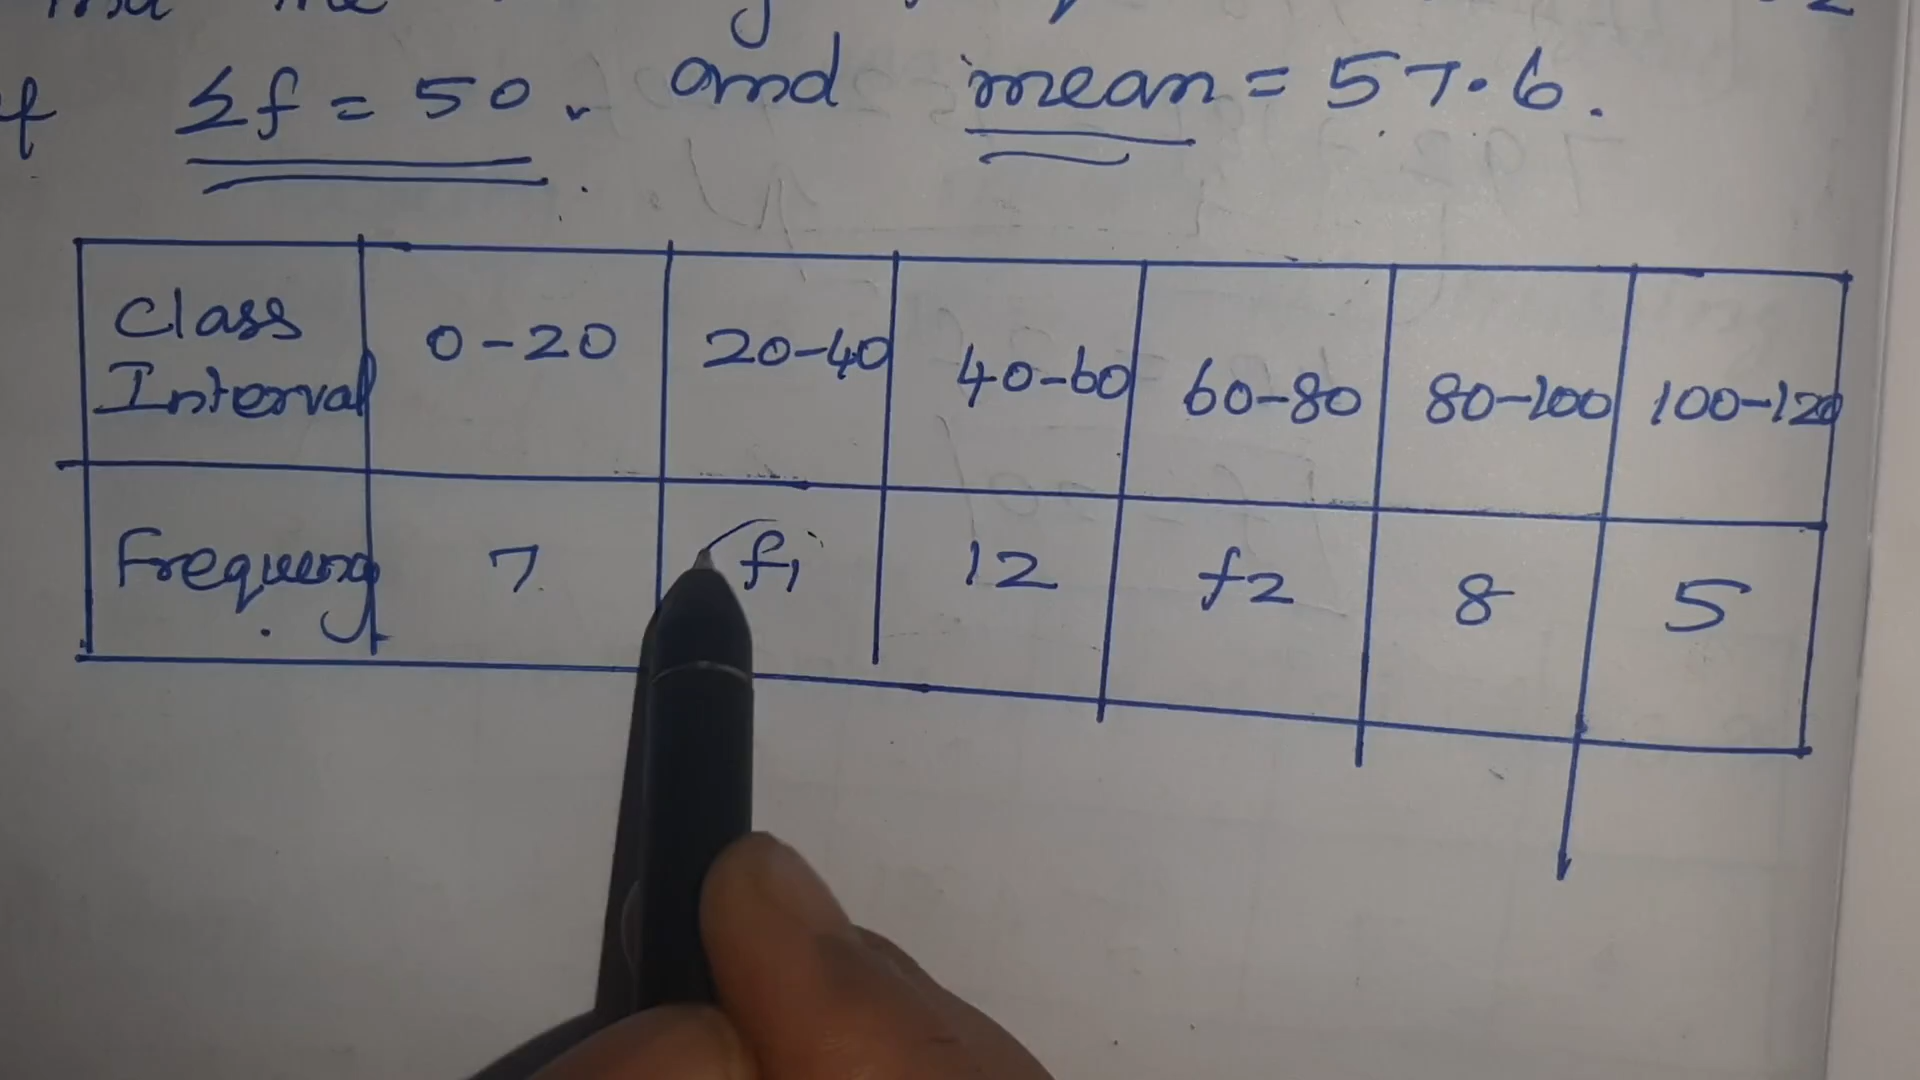 the
Σf = 50. and mean = 57.6.
Class Interval 0-20 20-40 40-60 60-80 80-100 100-120
Frequency 7 f1 12 f2 8 5